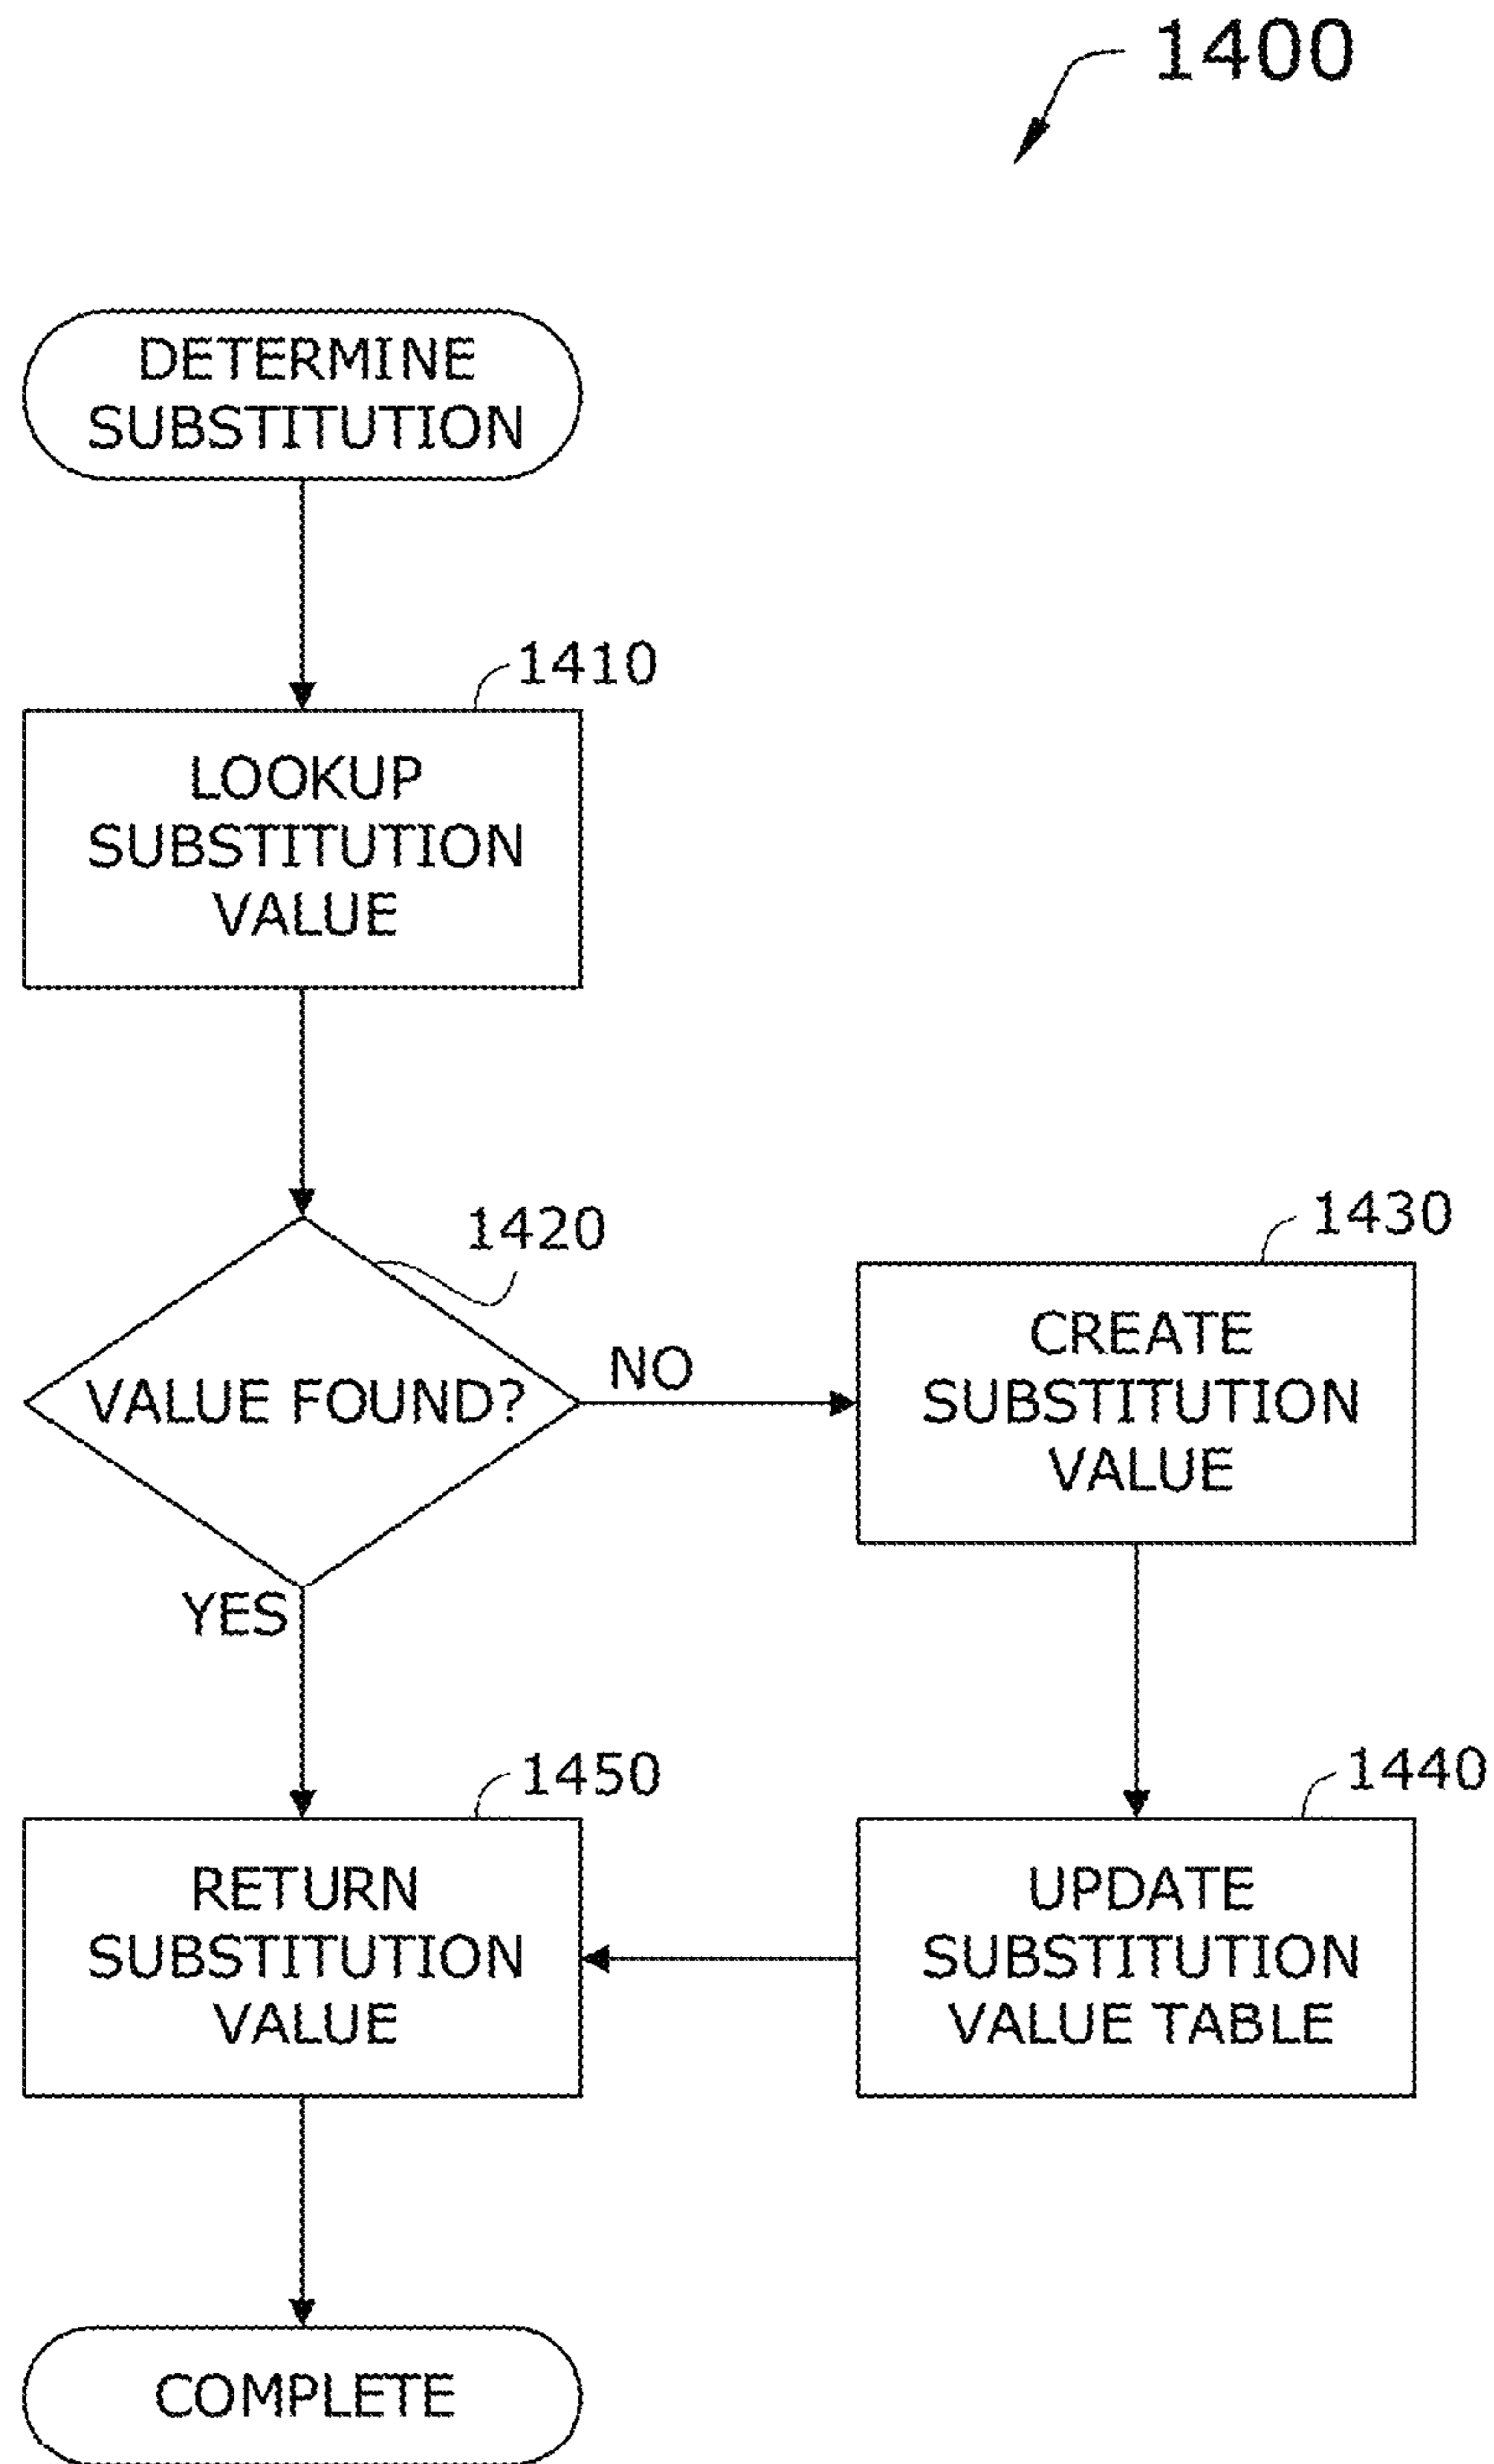 1400
DETERMINE
SUBSTITUTION
1410
LOOKUP
SUBSTITUTION
VALUE
1420
VALUE FOUND?
NO
YES
1430
CREATE
SUBSTITUTION
VALUE
1440
UPDATE
SUBSTITUTION
VALUE TABLE
1450
RETURN
SUBSTITUTION
VALUE
COMPLETE